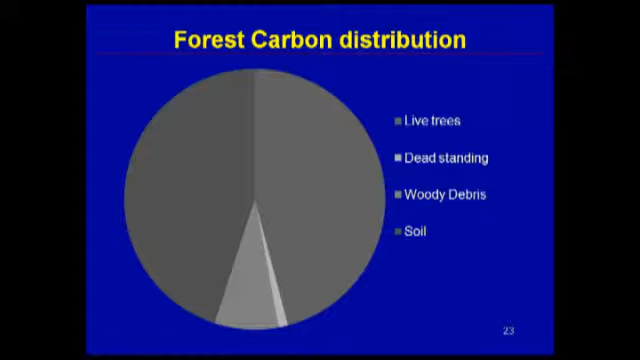 Forest Carbon distribution
Live trees
Dead standing
Woody Debris
Soil
23